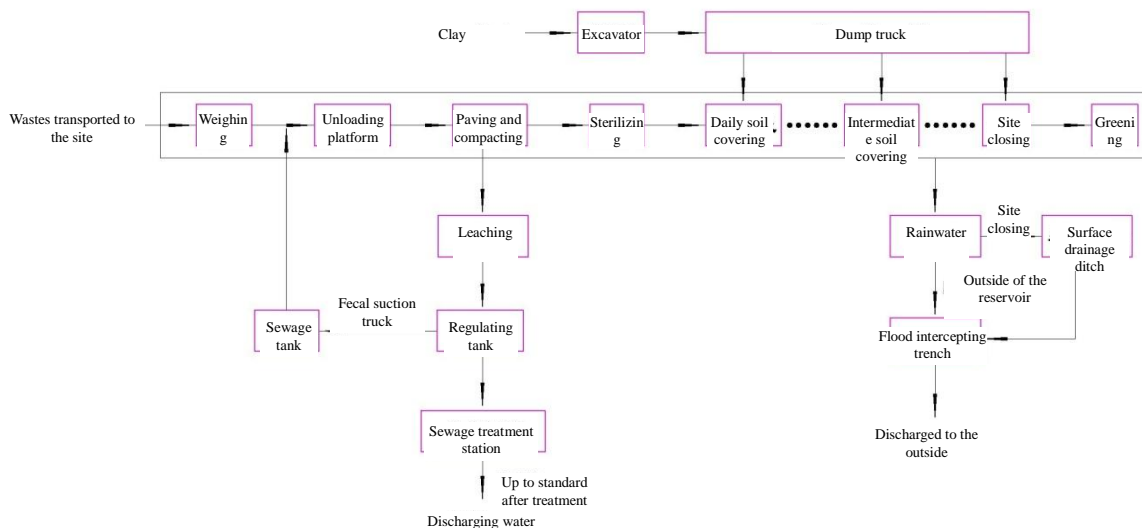 Clay
Excavator
Dump truck
Wastes transported to
the site
Weighin
g
Unloading
platform
Paving and
compacting
Sterilizin
g
Daily soil
covering
Intermediat
e soil
covering
Site
closing
Greeni
ng
Leaching
Rainwater
Site
closing
Surface
drainage
ditch
Outside of the
reservoir
Fecal suction
truck
Sewage
tank
Regulating
tank
Flood intercepting
trench
Sewage treatment
station
Discharged to the
outside
Up to standard
after treatment
Discharging water